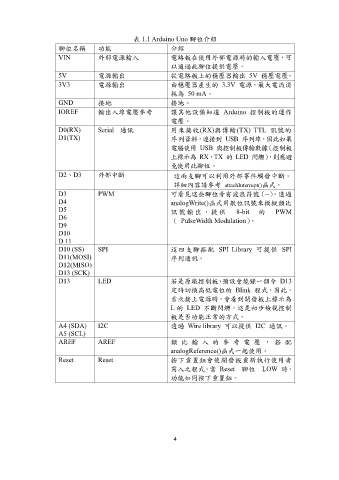 表 1.1 Arduino Uno 腳位介紹
腳位名稱 功能 介紹
VIN 外部電源輸入 電路板在使用外部電源時的輸入電壓，可
以通過此腳位提供電壓。
5V 電源輸出 從電路板上的穩壓器輸出 5V 穩壓電壓。
3V3 電源輸出 由穩壓器產生的 3.3V 電源，最大電流消
耗為 50 mA。
GND 接地 接地。
IOREF 輸出入埠電壓參考 讓其他設備知道 Arduino 控制板的運作
電壓。
D0(RX) Serial 通訊 用來接收(RX)與傳輸(TX) TTL 訊號的
D1(TX) 序列資料。連接到 USB 序列埠，因此如果
電腦使用 USB 與控制板傳輸數據(控制板
上標示為 RX、TX 的 LED 閃爍)，則應避
免使用此腳位。
D2、D3 外部中斷 這兩支腳可以利用外部事件觸發中斷。
詳細內容請參考 attachInterrupt()函式。
D3 PWM 可看見這些腳位旁有波浪符號（~）。透過
D4 analogWrite()函式用數位訊號來模擬類比
D5 訊號輸出，提供 8-bit 的 PWM
D6 （ PulseWidth Modulation）。
D9
D10
D 11
D10 (SS) SPI 這四支腳搭配 SPI Library 可提供 SPI
D11(MOSI) 序列通訊。
D12(MISO)
D13 (SCK)
D13 LED 若是原廠控制板，預設會燒錄一個令 D13
定時切換高低電位的 Blink 程式，因此，
首次接上電源時，會看到開發板上標示為
L 的 LED 不斷閃爍，這是初步檢視控制
板是否功能正常的方式。
A4 (SDA) I2C 透過 Wire library 可以提供 I2C 通訊。
A5 (SCL)
AREF AREF 類比輸入的參考電壓，搭配
analogReference()函式一起使用。
Reset Reset 按下重置鈕會使開發板重新執行使用者
寫入之程式。當 Reset 腳位 LOW 時，
功能如同按下重置鈕。
4